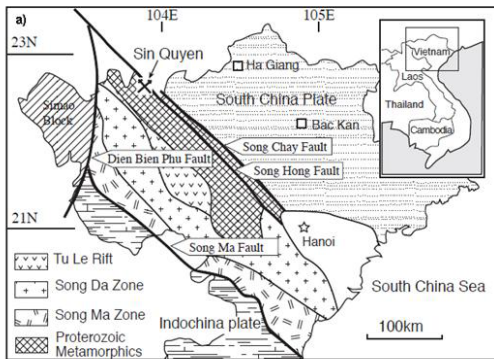 a)
104
105
23N
Sin Quyen
Ha Giang
Vietnam
Laos
Thailand
Cambodia
Simao
Block
South China Plate
Bac Kan
Song Chay Fault
Dien Bien Phu Fault
Song Hong Fault
21N
Song Ma Fault
Hanoi
Tu Le Rift
Song Da Zone
South China Sea
Song Ma Zone
Indochina plate
Proterozoic
Metamorphics
100km